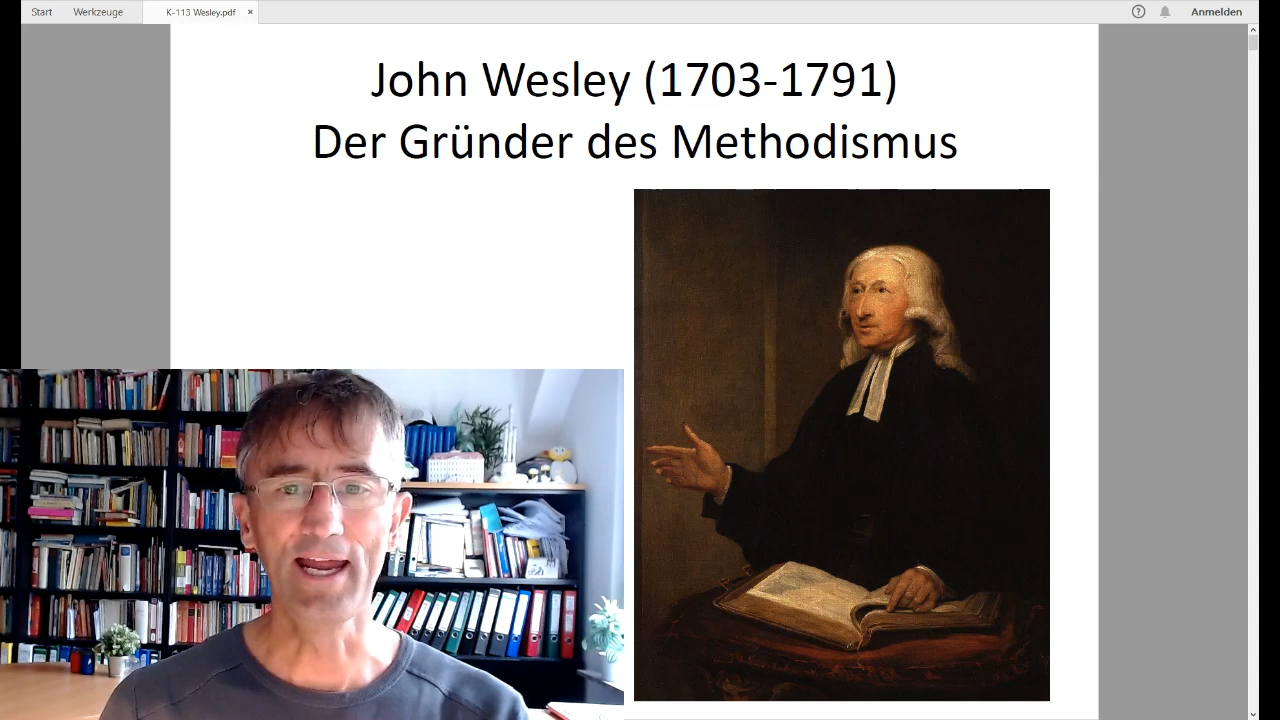 Start Werkzeuge K-113 Wesley.pdf × Anmelden
John Wesley (1703-1791)
Der Gründer des Methodismus